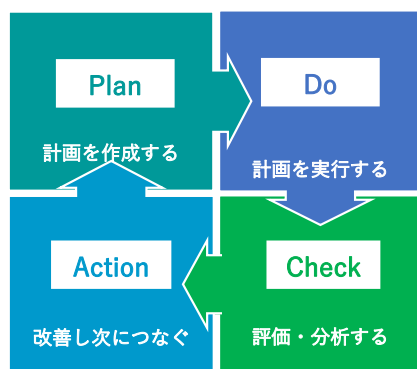 Plan
計画を作成する
Do
計画を実行する
Action
改善し次につなぐ
Check
評価・分析する